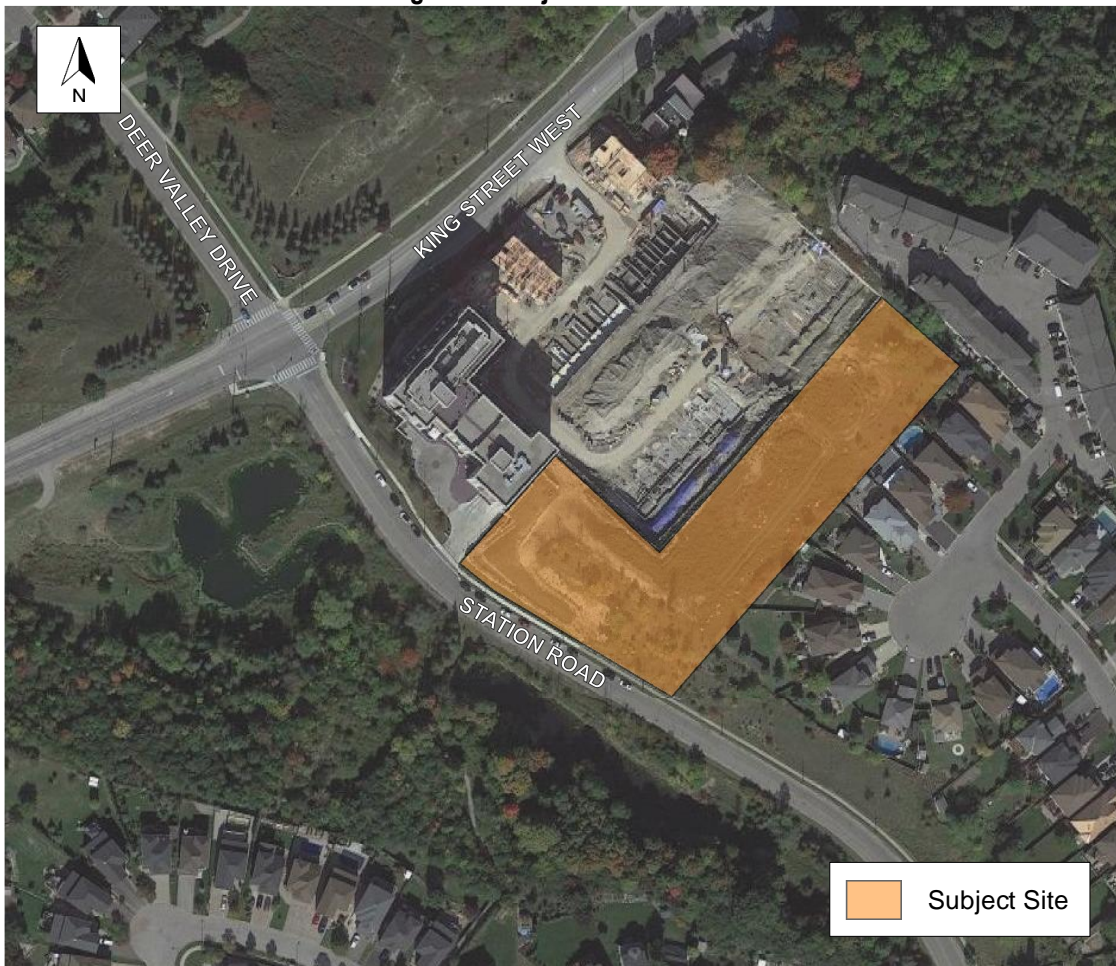 N
DEER VALLEY DRIVE
KING STREET WEST
STATION ROAD
Subject Site